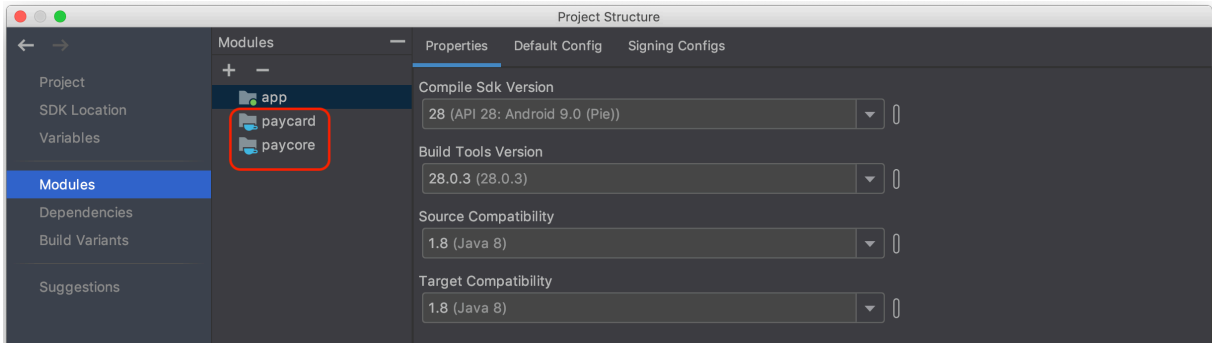 Project Structure
Project
SDK Location
Variables
Modules
Dependencies
Build Variants
Suggestions
Modules
app
paycard
paycore
Properties Default Config Signing Configs
Compile Sdk Version
28 (API 28: Android 9.0 (Pie))
Build Tools Version
28.0.3 (28.0.3)
Source Compatibility
1.8 (Java 8)
Target Compatibility
1.8 (Java 8)